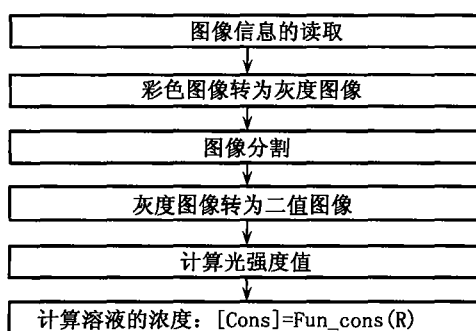 图像信息的读取
彩色图像转为灰度图像
图像分割
灰度图像转为二值图像
计算光强度值
计算溶液的浓度: [Cons]=Fun_cons(R)